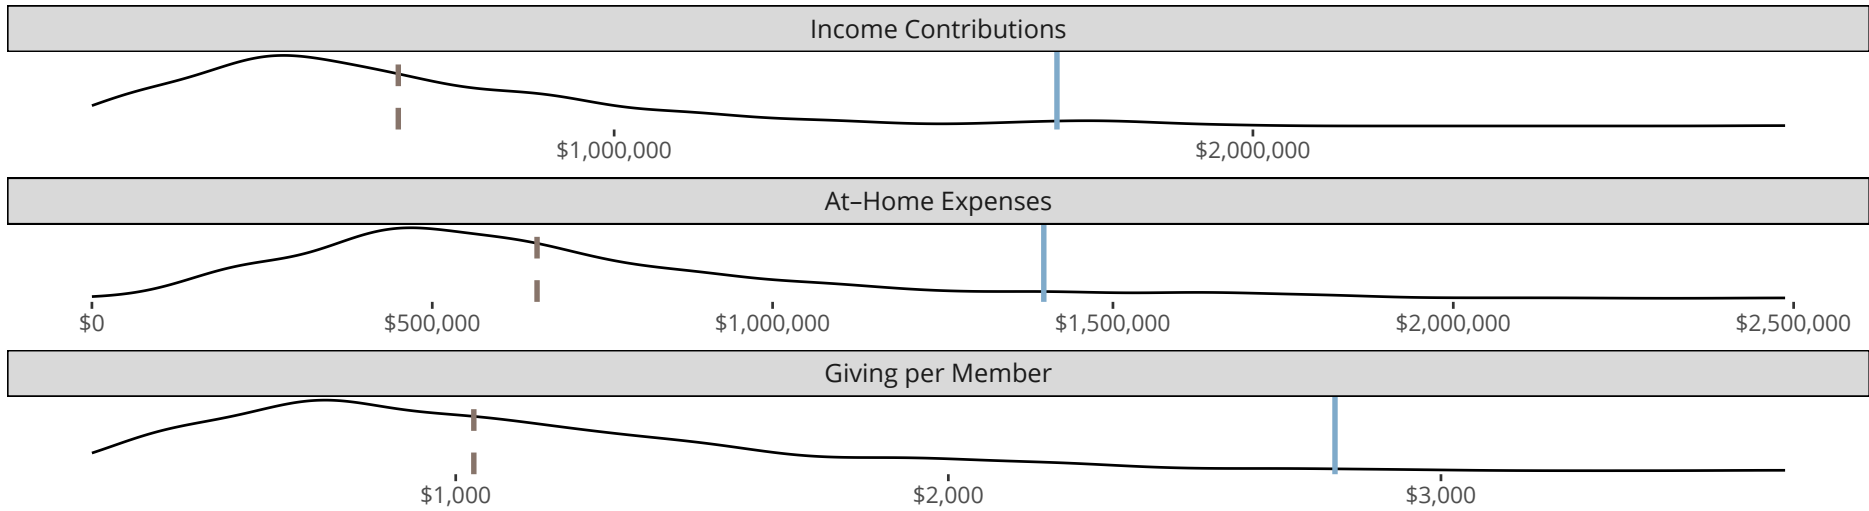 Income Contributions
$1,000,000 $2,000,000
At–Home Expenses
$0 $500,000 $1,000,000 $1,500,000 $2,000,000 $2,500,000
Giving per Member
$1,000 $2,000 $3,000